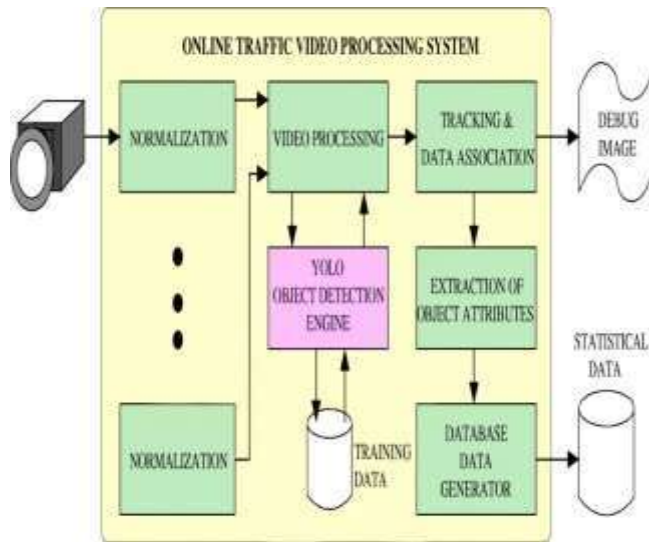 ONLINE TRAFFIC VIDEO PROCESSING SYSTEM
NORMALIZATION
VIDEO PROCESSING
TRACKING &
DATA ASSOCIATION
DEBUG
IMAGE
YOLO
OBJECT DETECTION
ENGINE
EXTRACTION OF
OBJECT ATTRIBUTES
STATISTICAL
DATA
NORMALIZATION
TRAINING
DATA
DATABASE
DATA
GENERATOR